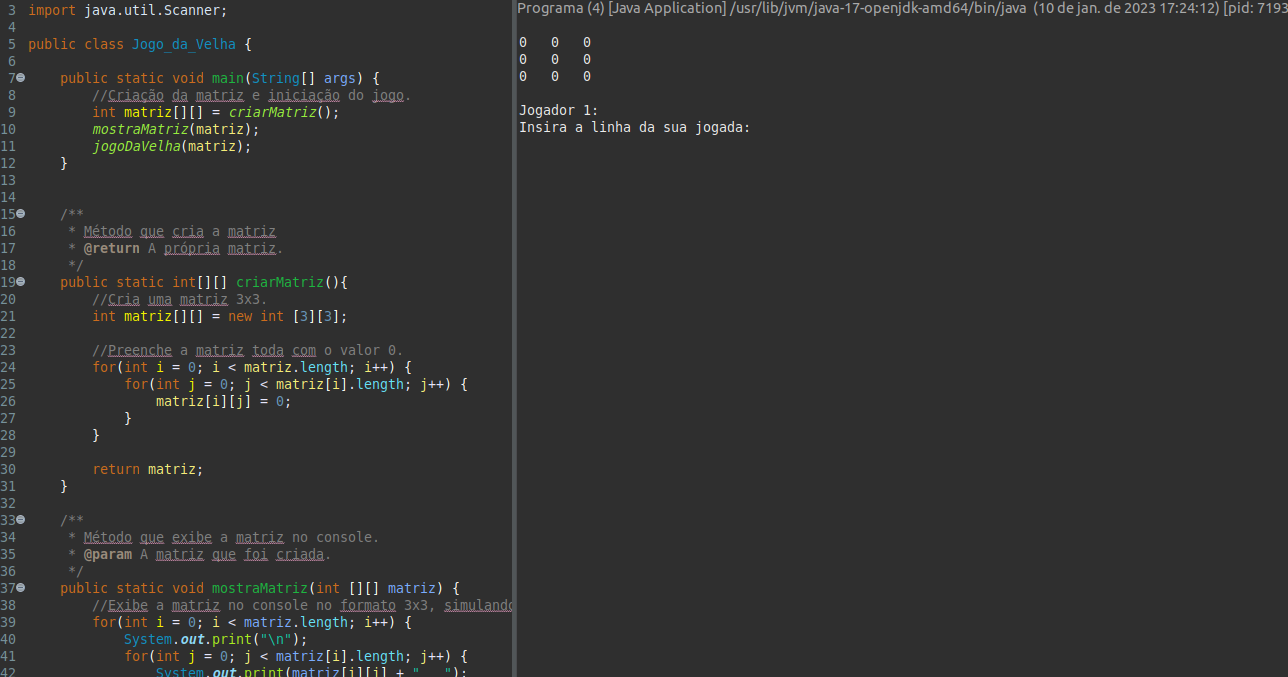 3 import java.util.Scanner;
4
5 public class Jogo_da_Velha {
6
7 public static void main(String[] args) {
8 //Criação da matriz e iniciação do jogo.
9 int matriz[][] = criarMatriz();
10 mostraMatriz(matriz);
11 jogoDaVelha(matriz);
12 }
13
14
15 /**
16 * Método que cria a matriz
17 * @return A própria matriz.
18 */
19 public static int[][] criarMatriz(){
20 //Cria uma matriz 3x3.
21 int matriz[][] = new int [3][3];
22
23 //Preenche a matriz toda com o valor 0.
24 for(int i = 0; i < matriz.length; i++) {
25 for(int j = 0; j < matriz[i].length; j++) {
26 matriz[i][j] = 0;
27 }
28 }
29
30 return matriz;
31 }
32
33 /**
34 * Método que exibe a matriz no console.
35 * @param A matriz que foi criada.
36 */
37 public static void mostraMatriz(int [][] matriz) {
38 //Exibe a matriz no console no formato 3x3, simulando
39 for(int i = 0; i < matriz.length; i++) {
40 System.out.print("\n");
41 for(int j = 0; j < matriz[i].length; j++) {
42 System.out.print(matriz[i][j] + "   ");
Programa (4) [Java Application] /usr/lib/jvm/java-17-openjdk-amd64/bin/java (10 de jan. de 2023 17:24:12) [pid: 7193
0 0 0
0 0 0
0 0 0
Jogador 1:
Insira a linha da sua jogada: